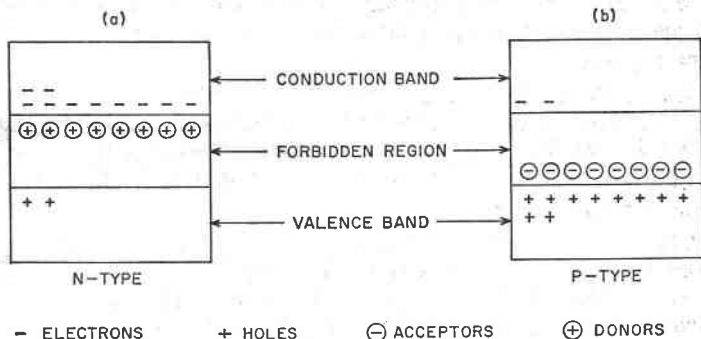 (a) (b)
CONDUCTION BAND
FORBIDDEN REGION
VALENCE BAND
N-TYPE P-TYPE
- ELECTRONS + HOLES ⊖ ACCEPTORS ⊕ DONORS